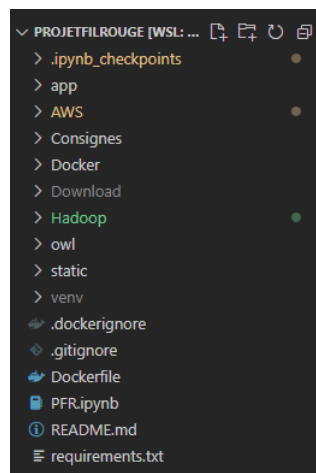 PROJETFILROUGE [WSL: ...
.ipynb_checkpoints
app
AWS
Consignes
Docker
Download
Hadoop
owl
static
venv
.dockerignore
.gitignore
Dockerfile
PFR.ipynb
README.md
requirements.txt